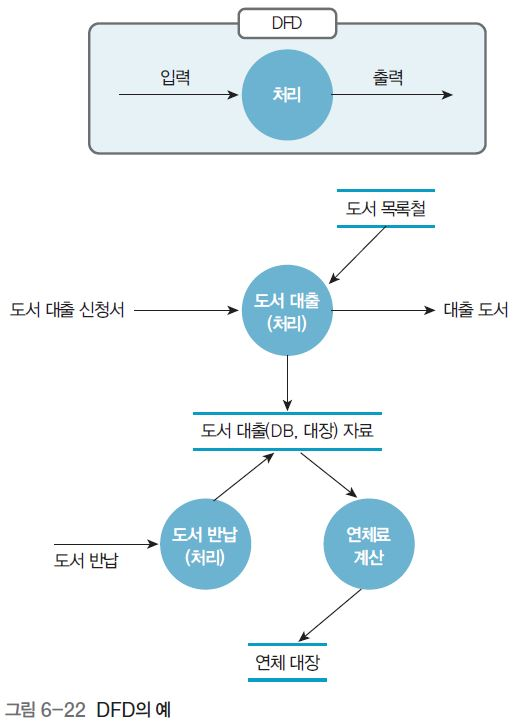 DFD
입력
처리
출력
도서 목록철
도서 대출 신청서
도서 대출
(처리)
대출 도서
도서 대출(DB, 대장) 자료
도서 반납
도서 반납
(처리)
연체료
계산
연체 대장
그림 6-22 DFD의 예